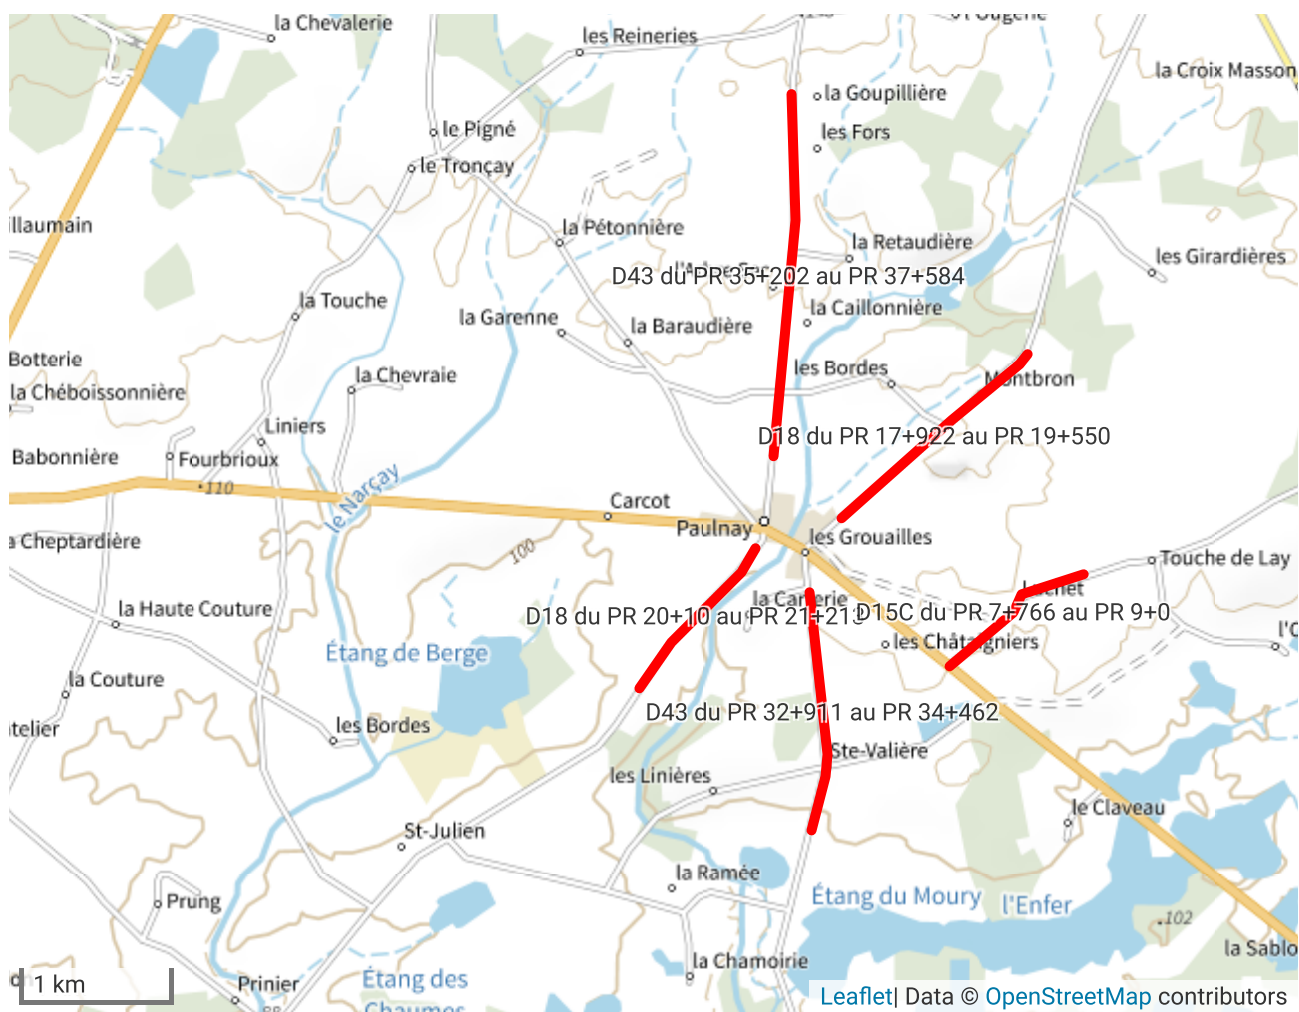 la Chevalerie
l'Ougerie
les Reineries
la Croix Masson
la Goupillière
le Pigné
les Fors
le Tronçay
illaumain
la Pétonnière
la Retaudière
les Girardières
D43 du PR 35+202 au PR 37+584
la Touche
la Garenne
la Baraudière
la Caillonnière
Botterie
la Chéboissonnière
la Chevraie
les Bordes
Montbron
Liniers
D18 du PR 17+922 au PR 19+550
Babonnière
Fourbrioux
110
le Narçay
Carcot
Paulnay
les Grouailles
a Cheptardière
100
Touche de Lay
la Haute Couture
D18 du PR 20+10 au PR 21+213
D15C du PR 7+766 au PR 9+0
Étang de Berge
les Châtaigniers
la Couture
D43 du PR 32+911 au PR 34+462
telier
les Bordes
Ste-Valière
les Linières
le Claveau
St-Julien
la Ramée
Étang du Moury
l'Enfer
Prung
102
la Sablo
la Chamoirie
1 km
Prinier
Étang des
Chaumes
Leaflet | Data © OpenStreetMap contributors